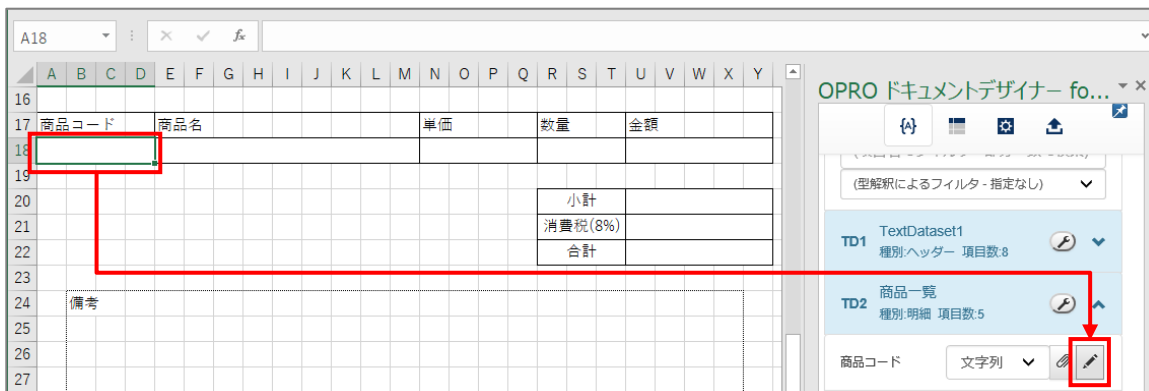 A18
fx
A B C D E F G H I J K L M N O P Q R S T U V W X Y
OPRO ドキュメントデザイナー fo...
16
17 商品コード 商品名 単価 数量 金額
18
19
20 小計
21 消費税(8%)
22 合計
23
24 備考
25
26
27
{A}
(型解釈によるフィルタ - 指定なし)
TD1 TextDataset1
種別:ヘッダー 項目数:8
TD2 商品一覧
種別:明細 項目数:5
商品コード 文字列